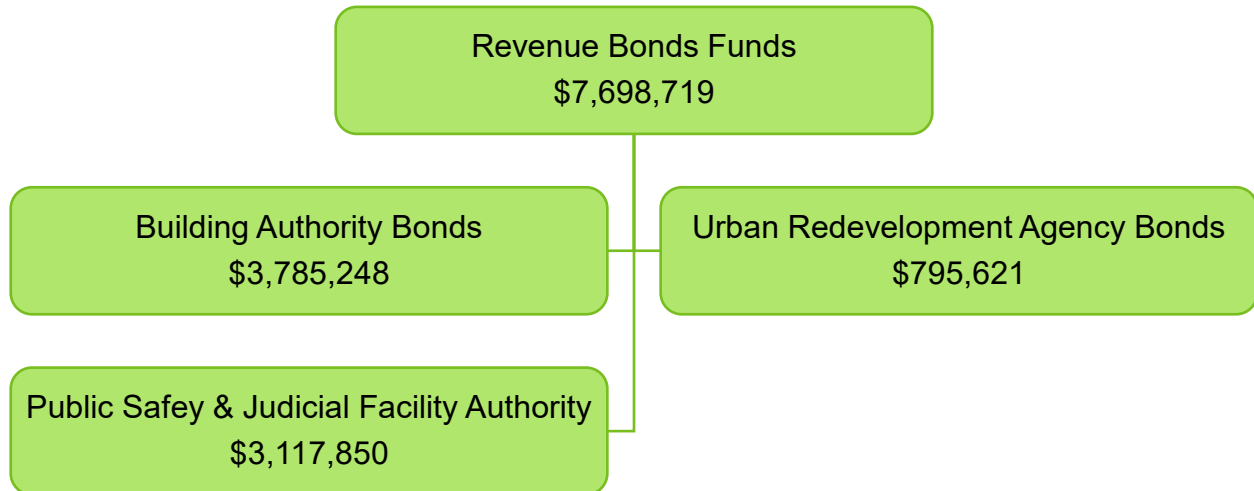 Revenue Bonds Funds
$7,698,719
Building Authority Bonds
$3,785,248
Urban Redevelopment Agency Bonds
$795,621
Public Safey & Judicial Facility Authority
$3,117,850